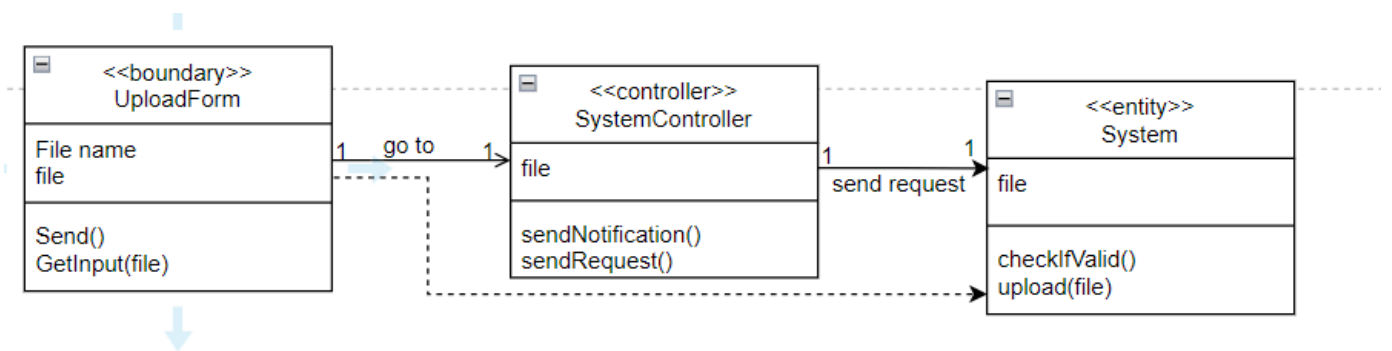 <<boundary>>
UploadForm
File name
file
Send()
GetInput(file)
1
go to
1
<<controller>>
SystemController
file
sendNotification()
sendRequest()
1
1
send request
<<entity>>
System
file
checkIfValid()
upload(file)